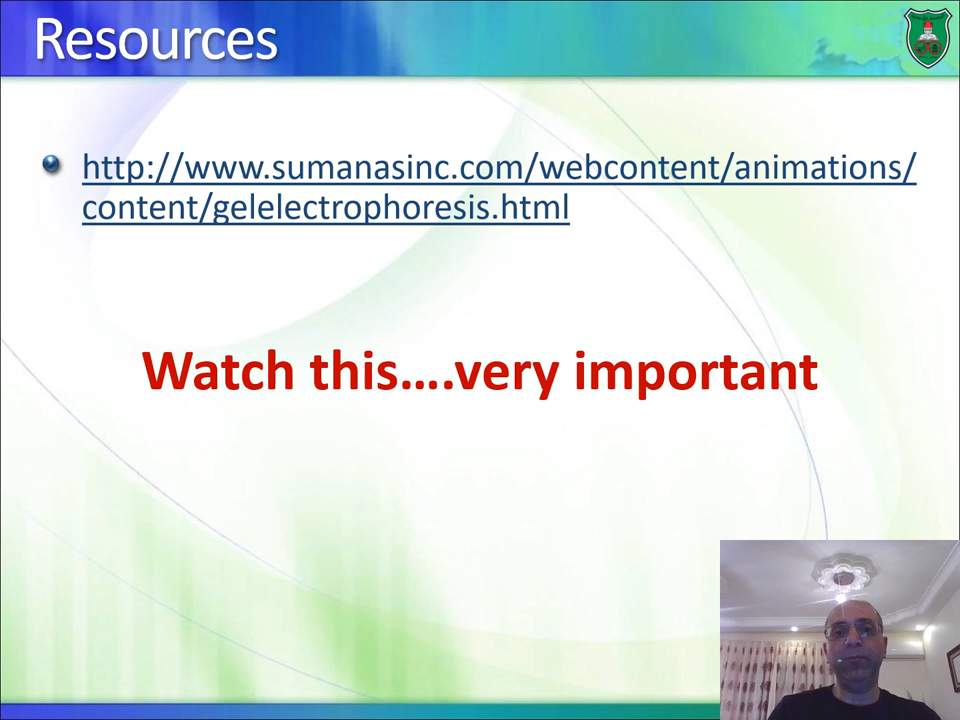 Resources
http://www.sumanasinc.com/webcontent/animations/
content/gelelectrophoresis.html
Watch this….very important